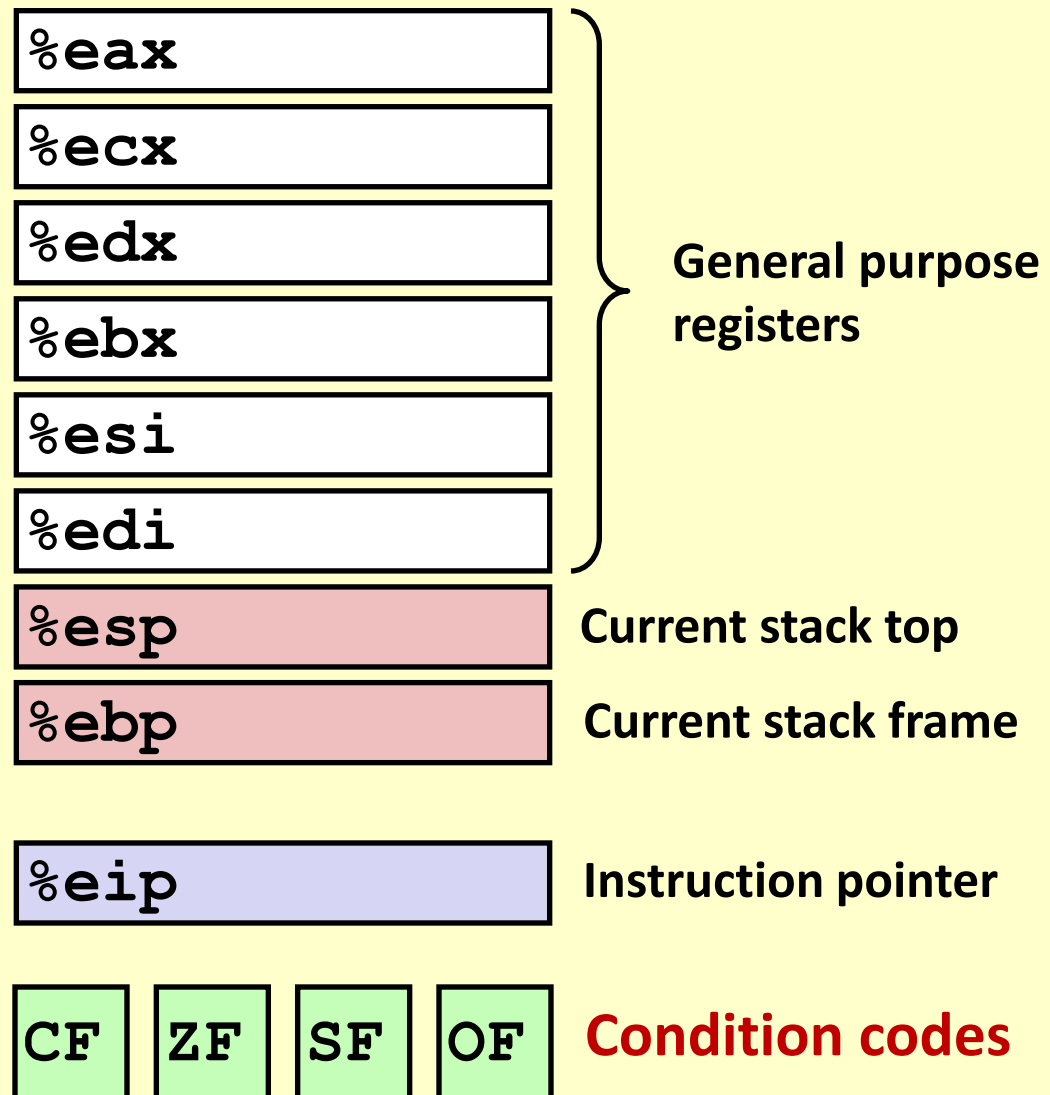 %eax
%ecx
%edx
General purpose
registers
%ebx
%esi
%edi
%esp Current stack top
%ebp Current stack frame
%eip Instruction pointer
CF ZF SF OF Condition codes